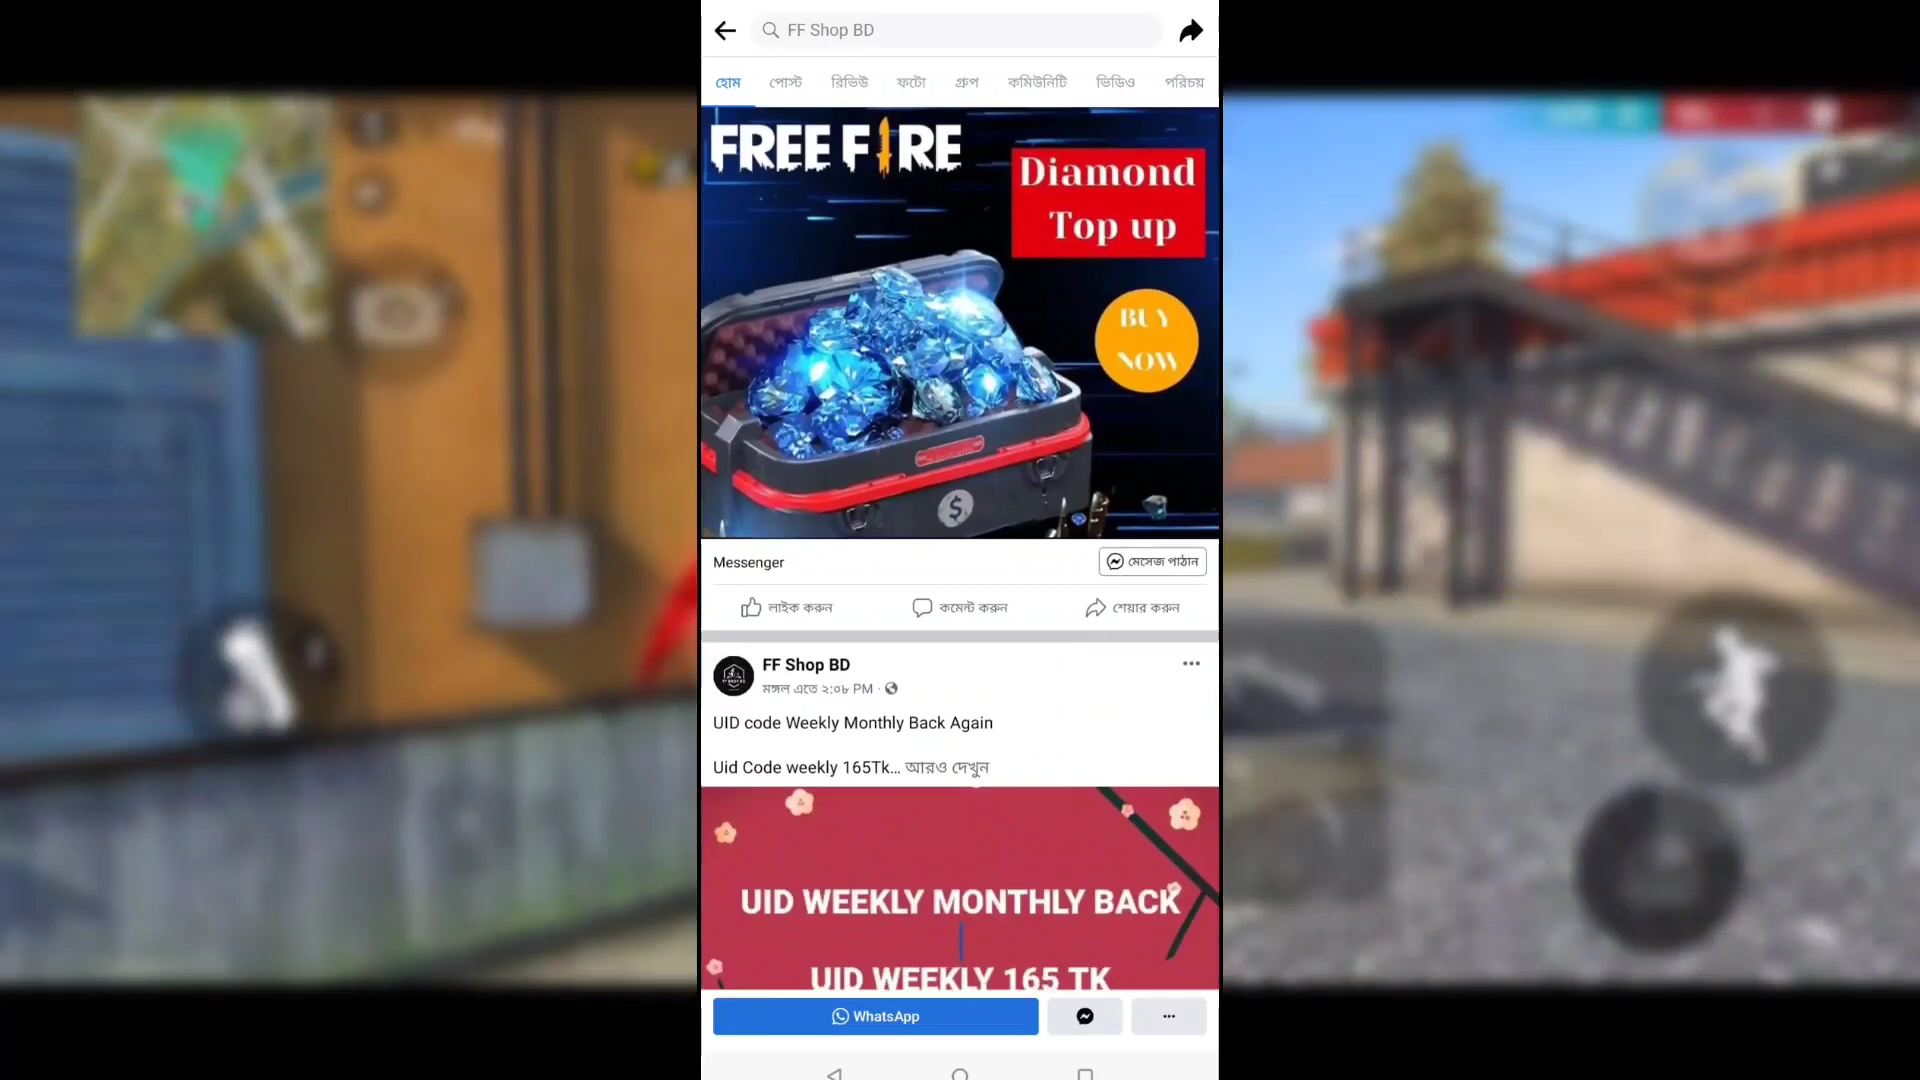 FF Shop BD
হোম পোস্ট রিভিউ ফটো গ্রুপ কমিউনিটি ভিডিও পরিচয়
FREE FIRE
Diamond
Top up
BUY
NOW
Messenger
মেসেজ পাঠান
লাইক করুন কমেন্ট করুন শেয়ার করুন
FF Shop BD
মঙ্গল এতে ২:০৮ PM ·
UID code Weekly Monthly Back Again
Uid Code weekly 165Tk... আরও দেখুন
UID WEEKLY MONTHLY BACK
UID WEEKLY 165 TK
WhatsApp